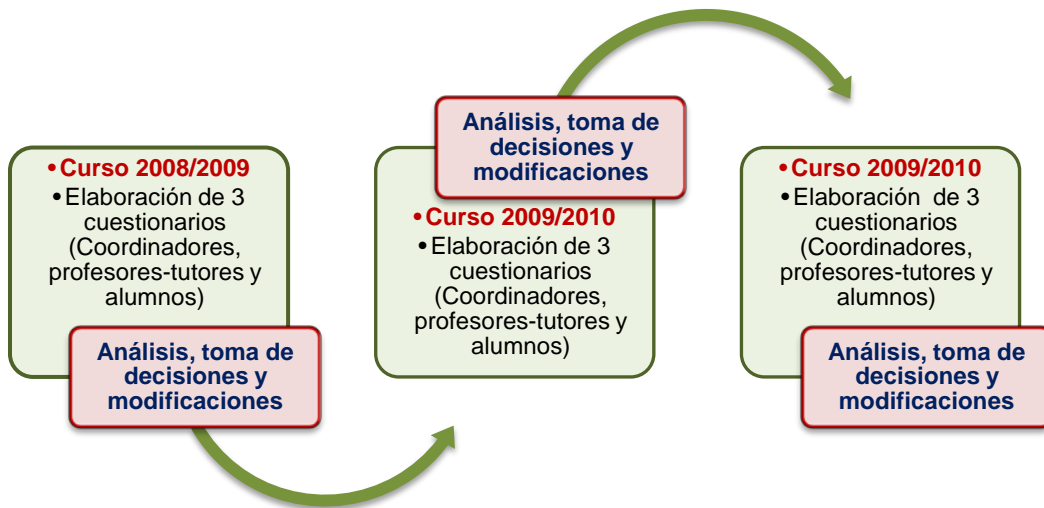 •Curso 2008/2009
•Elaboración de 3
cuestionarios
(Coordinadores,
profesores-tutores y
alumnos)
Análisis, toma de
decisiones y
modificaciones
Análisis, toma de
decisiones y
modificaciones
•Curso 2009/2010
•Elaboración de 3
cuestionarios
(Coordinadores,
profesores-tutores y
alumnos)
•Curso 2009/2010
•Elaboración de 3
cuestionarios
(Coordinadores,
profesores-tutores y
alumnos)
Análisis, toma de
decisiones y
modificaciones